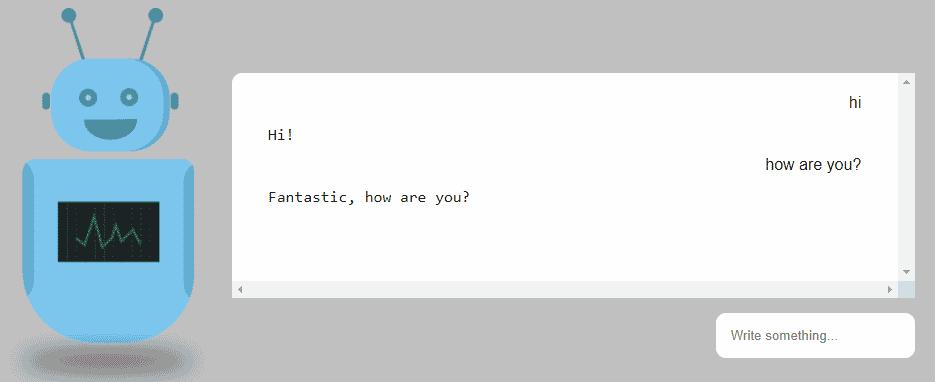 hi
Hi!
how are you?
Fantastic, how are you?
Write something...